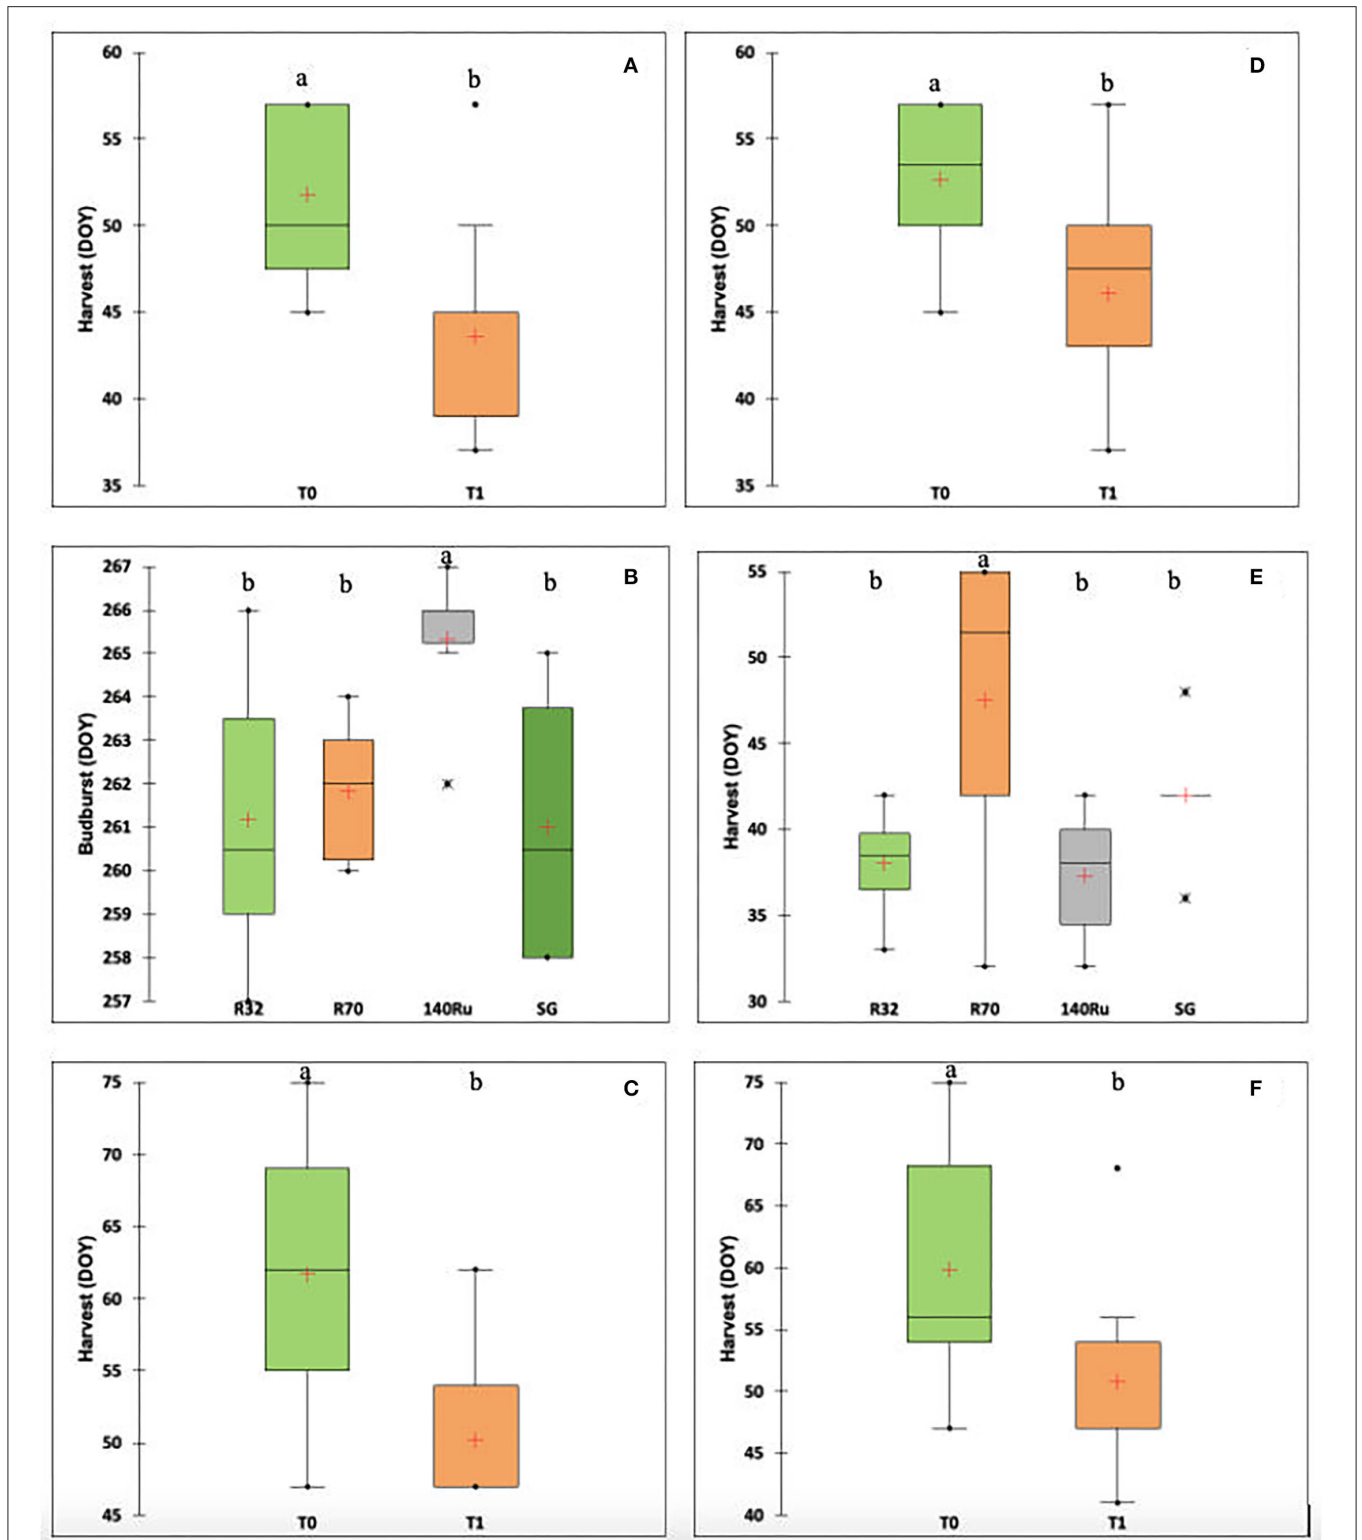 A
a
b
60
55
50
45
40
35
Harvest (DOY)
T0 T1
D
a
b
60
55
50
45
40
35
Harvest (DOY)
T0 T1
B
b b a b
267
266
265
264
263
262
261
260
259
258
257
Budburst (DOY)
R32 R70 140Ru SG
E
b a b b
55
50
45
40
35
30
Harvest (DOY)
R32 R70 140Ru SG
C
a b
75
70
65
60
55
50
45
Harvest (DOY)
T0 T1
F
a b
75
70
65
60
55
50
45
40
Harvest (DOY)
T0 T1